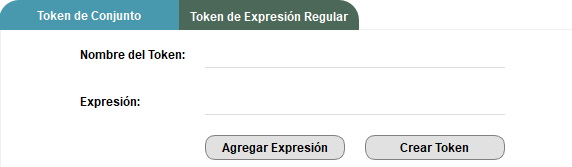 Token de Conjunto Token de Expresión Regular
Nombre del Token:
Expresión:
Agregar Expresión Crear Token